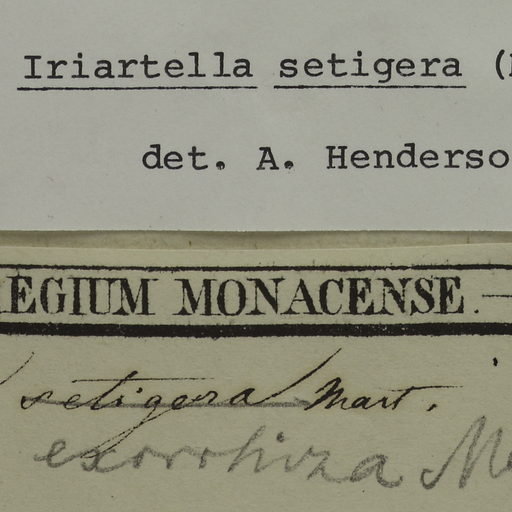 Iriartella setigera (
det. A. Henderso
EGIUM MONACENSE.
setigera Mart.
exorrhiza M